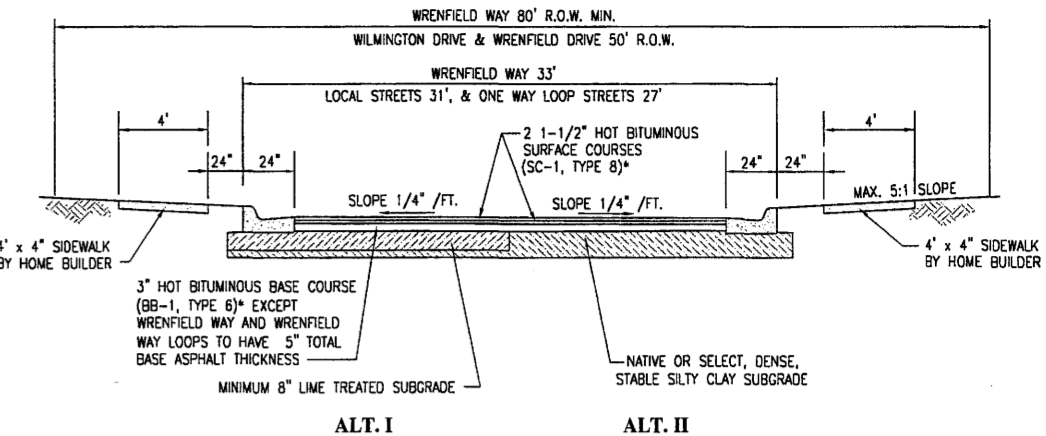 WRENFIELD WAY 80' R.O.W. MIN.
WILMINGTON DRIVE & WRENFIELD DRIVE 50' R.O.W.
WRENFIELD WAY 33'
LOCAL STREETS 31', & ONE WAY LOOP STREETS 27'
4'
24"
24"
2 1-1/2" HOT BITUMINOUS
SURFACE COURSES
(SC-1, TYPE 8)*
24"
24"
4'
SLOPE 1/4" /FT.
SLOPE 1/4" /FT.
MAX. 5:1 SLOPE
4' x 4" SIDEWALK
BY HOME BUILDER
4' x 4" SIDEWALK
BY HOME BUILDER
3" HOT BITUMINOUS BASE COURSE
(BB-1, TYPE 6)* EXCEPT
WRENFIELD WAY AND WRENFIELD
WAY LOOPS TO HAVE 5" TOTAL
BASE ASPHALT THICKNESS
MINIMUM 8" LIME TREATED SUBGRADE
NATIVE OR SELECT, DENSE,
STABLE SILTY CLAY SUBGRADE
ALT. I
ALT. II